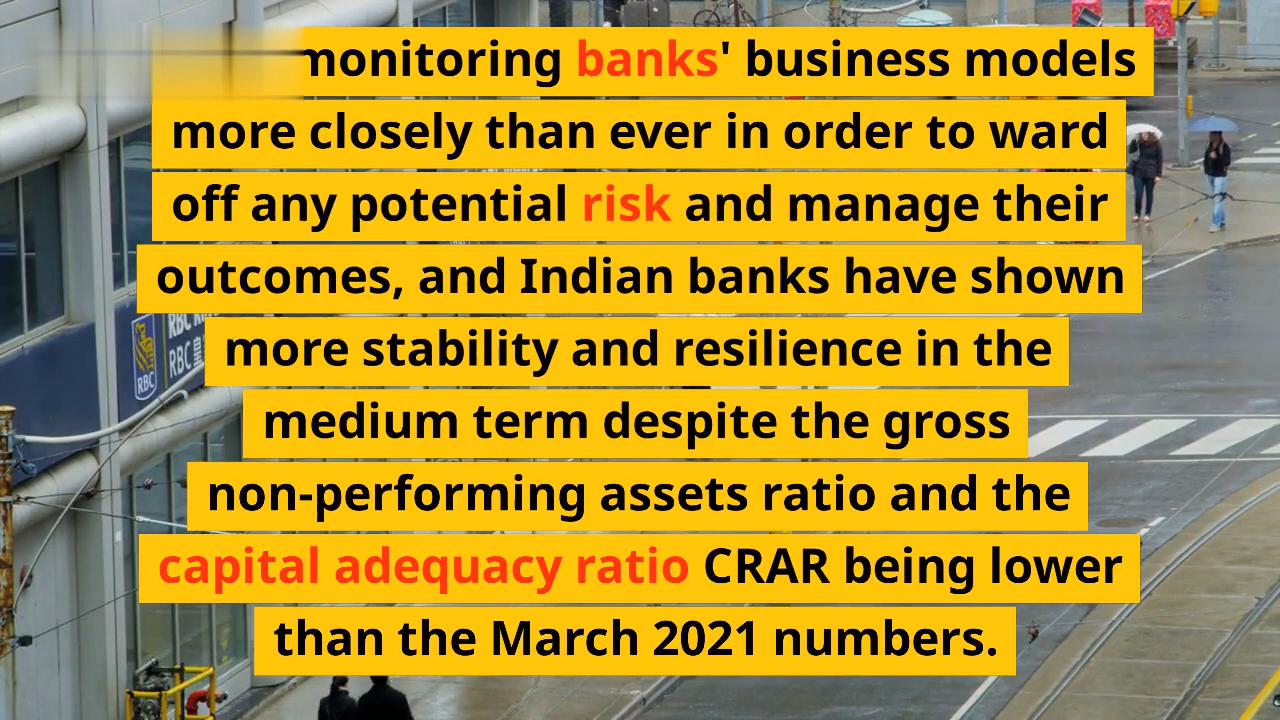 monitoring banks' business models
more closely than ever in order to ward
off any potential risk and manage their
outcomes, and Indian banks have shown
more stability and resilience in the
medium term despite the gross
non-performing assets ratio and the
capital adequacy ratio CRAR being lower
than the March 2021 numbers.
RBC
RBC
RBC